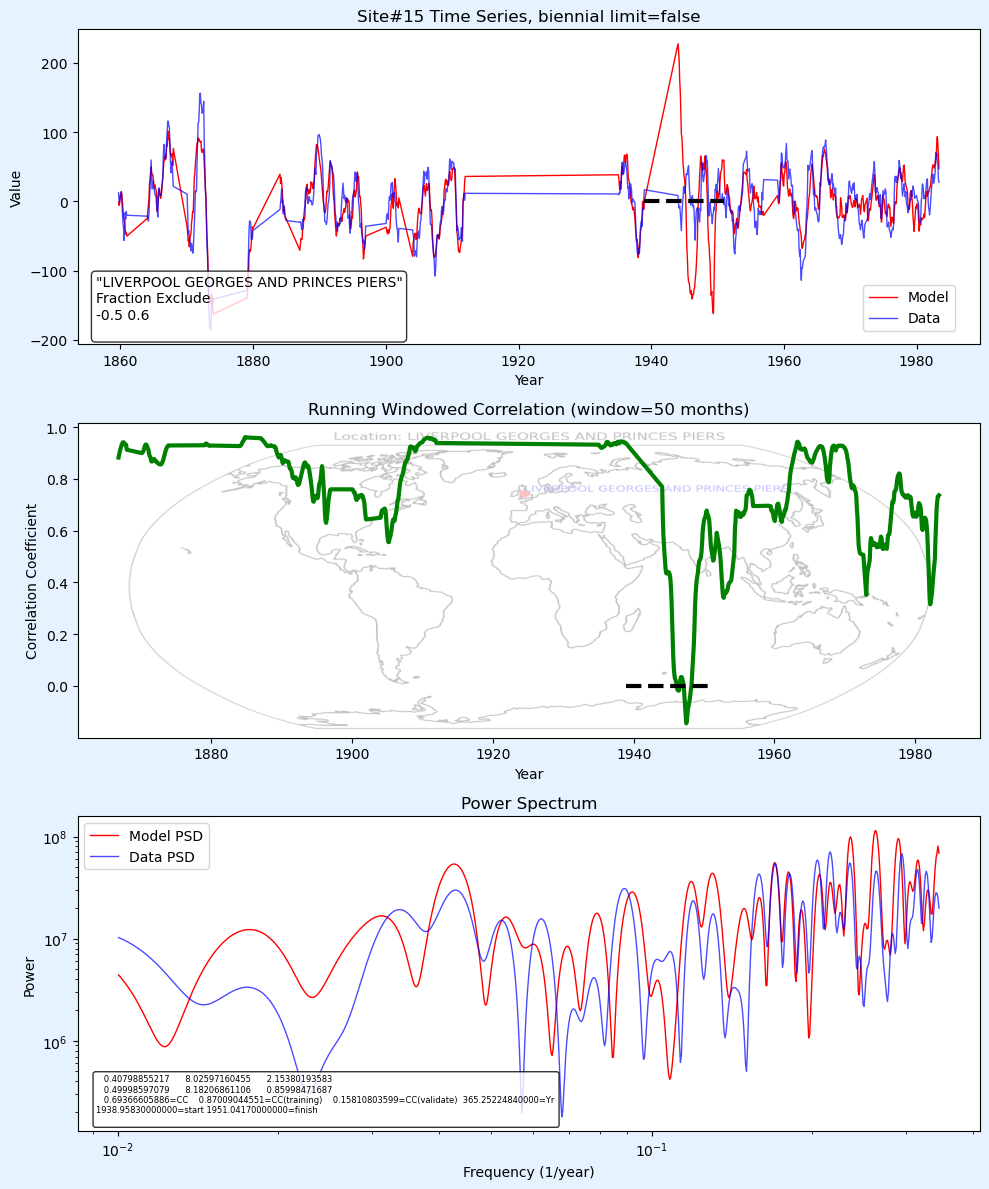 Site#15 Time Series, biennial limit=false
Value
200
100
0
−100
−200
"LIVERPOOL GEORGES AND PRINCES PIERS"
Fraction Exclude
-0.5 0.6
Model
Data
1860 1880 1900 1920 1940 1960 1980
Year
Running Windowed Correlation (window=50 months)
Location: LIVERPOOL GEORGES AND PRINCES PIERS
LIVERPOOL GEORGES AND PRINCES PIERS
Correlation Coefficient
1.0
0.8
0.6
0.4
0.2
0.0
1880 1900 1920 1940 1960 1980
Year
Power Spectrum
Model PSD
Data PSD
Power
10^8
10^7
10^6
0.40798855217 8.02597160455 2.15380193583
0.49998597079 8.18206861106 0.85998471687
0.69366605886=CC 0.87009044551=CC(training) 0.15810803599=CC(validate) 365.25224840000=Yr
1938.95830000000=start 1951.04170000000=finish
10^−2 10^−1
Frequency (1/year)